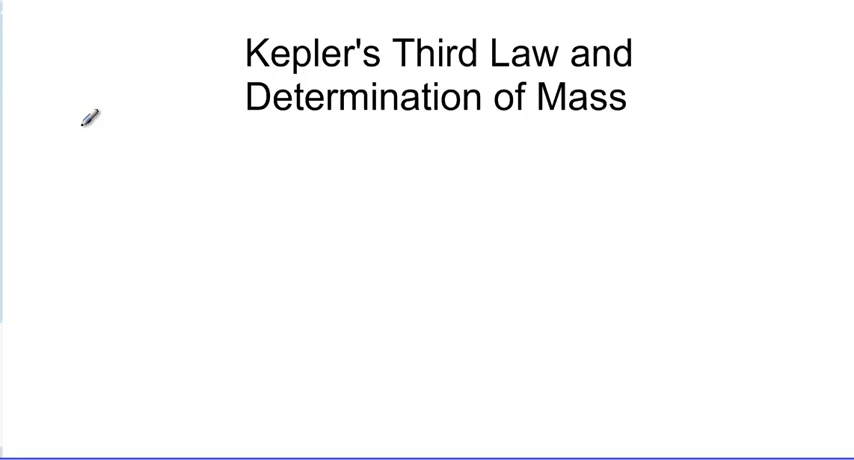 Kepler's Third Law and
Determination of Mass